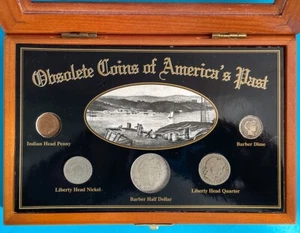 Obsolete Coins of America's Past
Indian Head Penny
Barber Dime
Liberty Head Nickel
Liberty Head Quarter
Barber Half Dollar